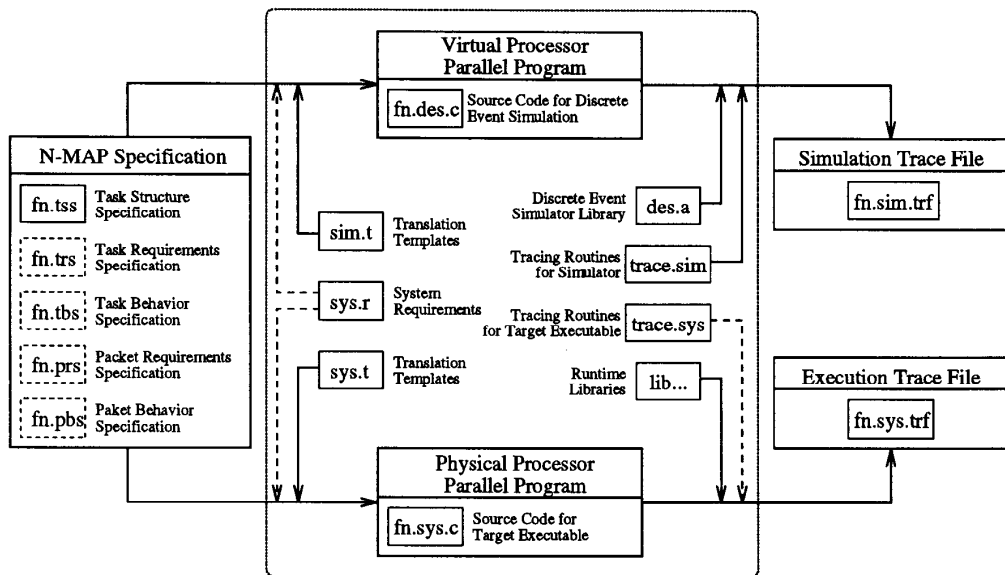 Virtual Processor
Parallel Program
fn.des.c
Source Code for Discrete
Event Simulation
N-MAP Specification
fn.tss
Task Structure
Specification
fn.trs
Task Requirements
Specification
fn.tbs
Task Behavior
Specification
fn.prs
Packet Requirements
Specification
fn.pbs
Paket Behavior
Specification
sim.t
Translation
Templates
sys.r
System
Requirements
sys.t
Translation
Templates
Discrete Event
Simulator Library
des.a
Tracing Routines
for Simulator
trace.sim
Tracing Routines
for Target Executable
trace.sys
Runtime
Libraries
lib...
Simulation Trace File
fn.sim.trf
Execution Trace File
fn.sys.trf
Physical Processor
Parallel Program
fn.sys.c
Source Code for
Target Executable